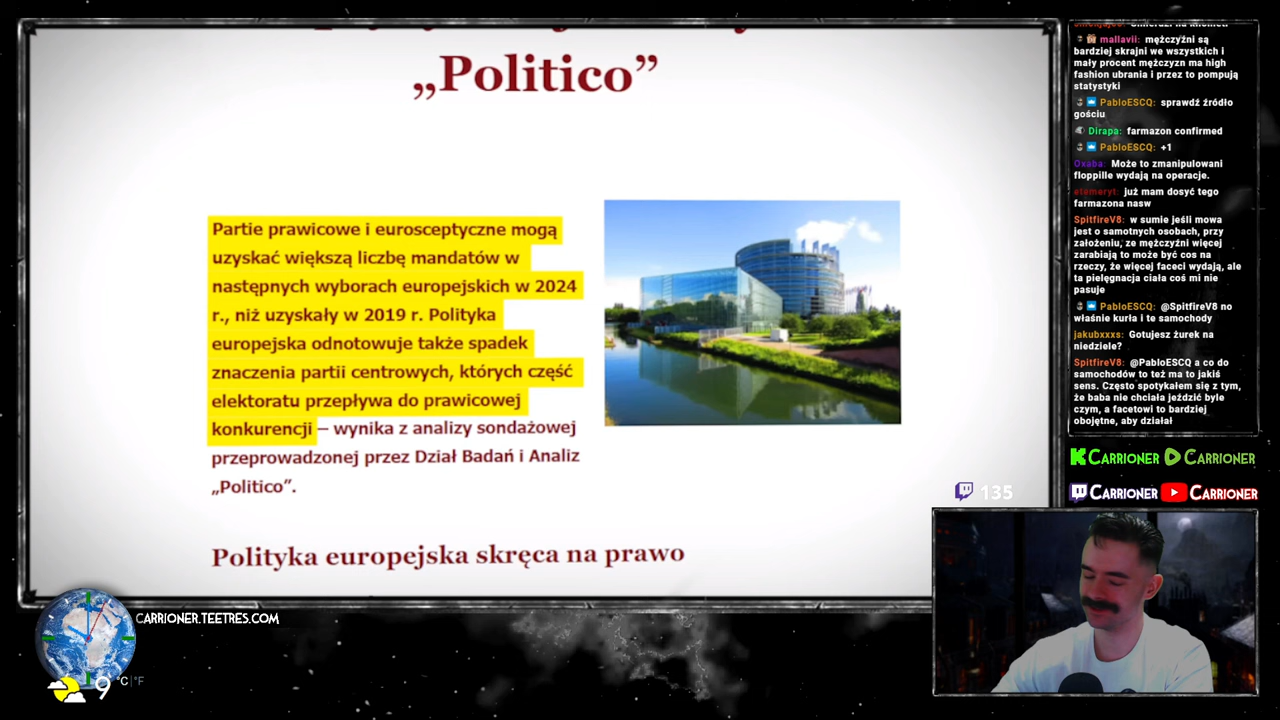 „Politico”
Partie prawicowe i eurosceptyczne mogą
uzyskać większą liczbę mandatów w
następnych wyborach europejskich w 2024
r., niż uzyskały w 2019 r. Polityka
europejska odnotowuje także spadek
znaczenia partii centrowych, których część
elektoratu przepływa do prawicowej
konkurencji – wynika z analizy sondażowej
przeprowadzonej przez Dział Badań i Analiz
„Politico”.
Polityka europejska skręca na prawo
135
CARRIONER.TEETRES.COM
9
°C|°F
mallavii: mężczyźni są
bardziej skrajni we wszystkich i
mały procent mężczyzn ma high
fashion ubrania i przez to pompują
statystyki
PabloESCQ: sprawdź źródło
gościu
Dirapa: farmazon confirmed
PabloESCQ: +1
Oxaba: Może to zmanipulowani
floppille wydają na operacje.
już mam dosyć tego
farmazona nasw
SpitfireV8: w sumie jeśli mowa
jest o samotnych osobach, przy
założeniu, ze mężczyźni więcej
zarabiają to może być cos na
rzeczy, że więcej faceci wydają, ale
ta pielęgnacja ciała coś mi nie
pasuje
PabloESCQ: @SpitfireV8 no
właśnie kurła i te samochody
jakubxxxs: Gotujesz żurek na
niedziele?
SpitfireV8: @PabloESCQ a co do
samochodów to też ma to jakiś
sens. Często spotykałem się z tym,
że baba nie chciała jeździć byle
czym, a facetowi to bardziej
obojętne, aby działał
CARRIONER CARRIONER
CARRIONER CARRIONER